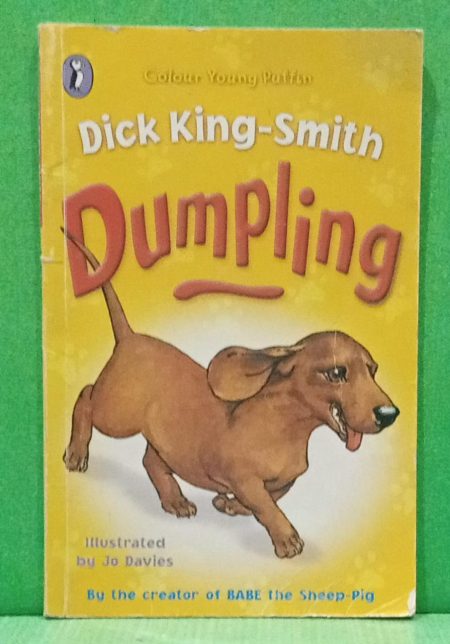 Colour Young Puffin
Dick King-Smith
Dumpling
Illustrated
by Jo Davies
By the creator of BABE the Sheep-Pig